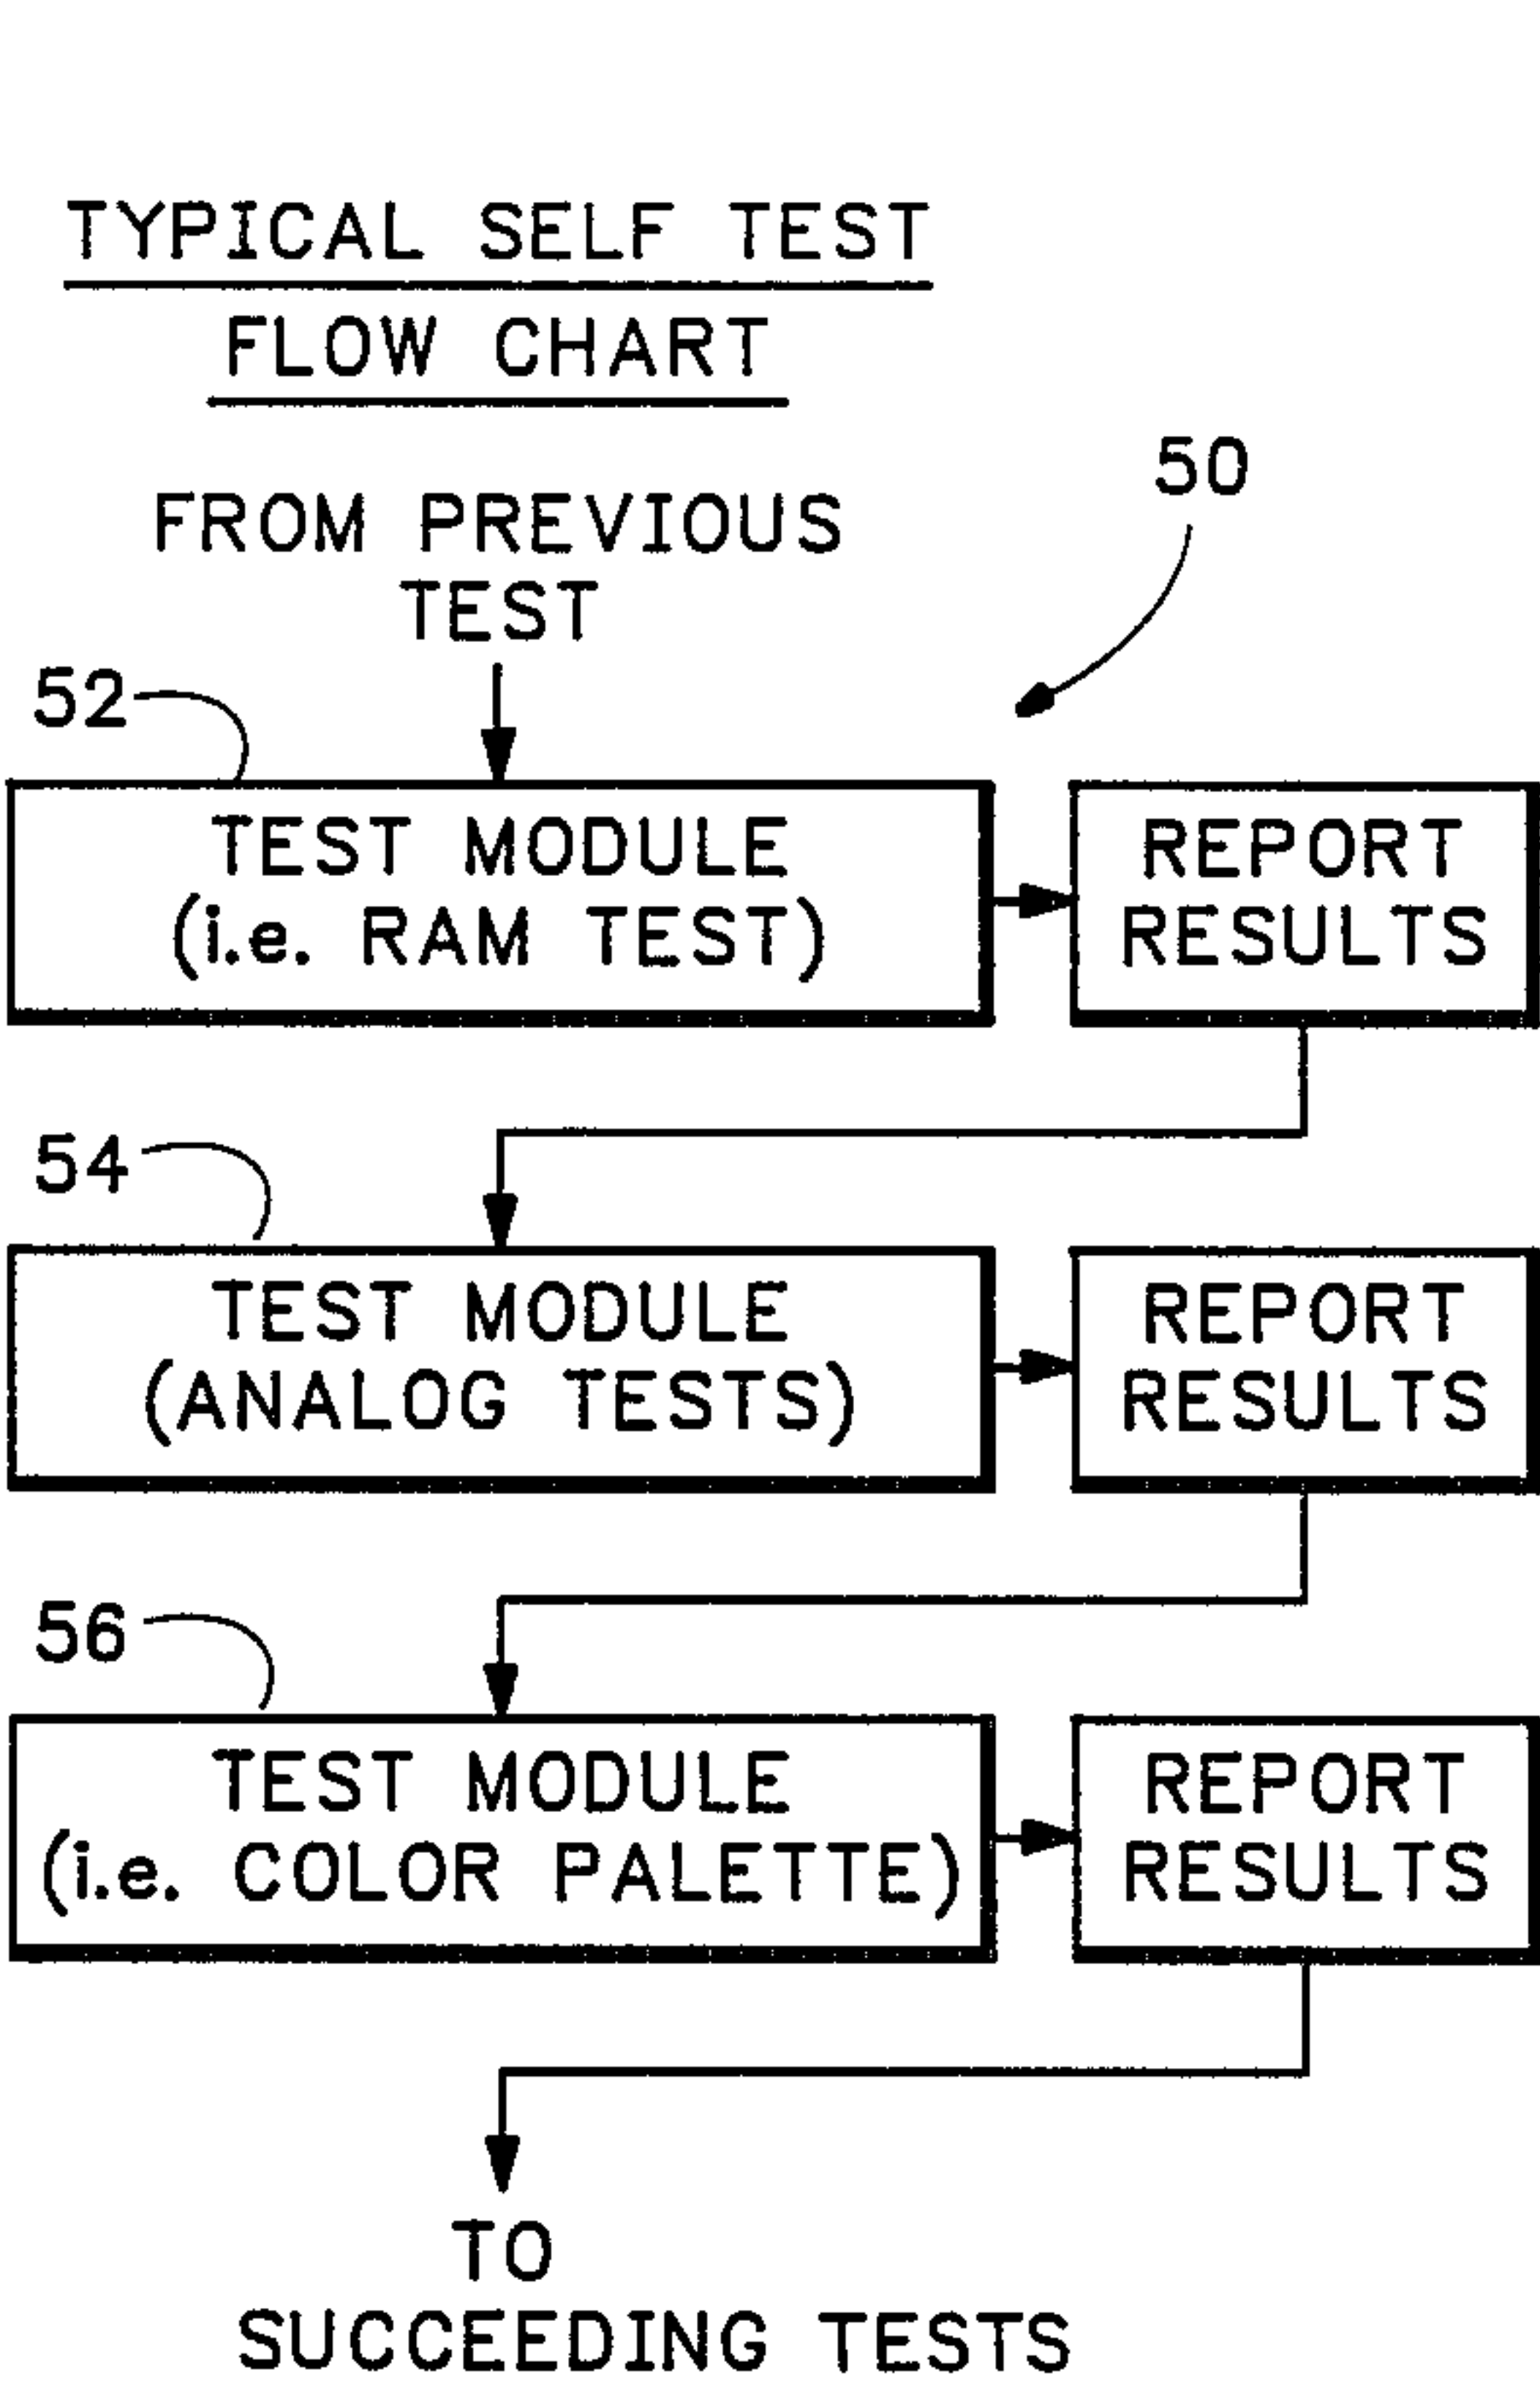 TYPICAL SELF TEST
FLOW CHART
50
FROM PREVIOUS
TEST
52
TEST MODULE
(i.e. RAM TEST)
REPORT
RESULTS
54
TEST MODULE
(ANALOG TESTS)
REPORT
RESULTS
56
TEST MODULE
(i.e. COLOR PALETTE)
REPORT
RESULTS
TO
SUCCEEDING TESTS